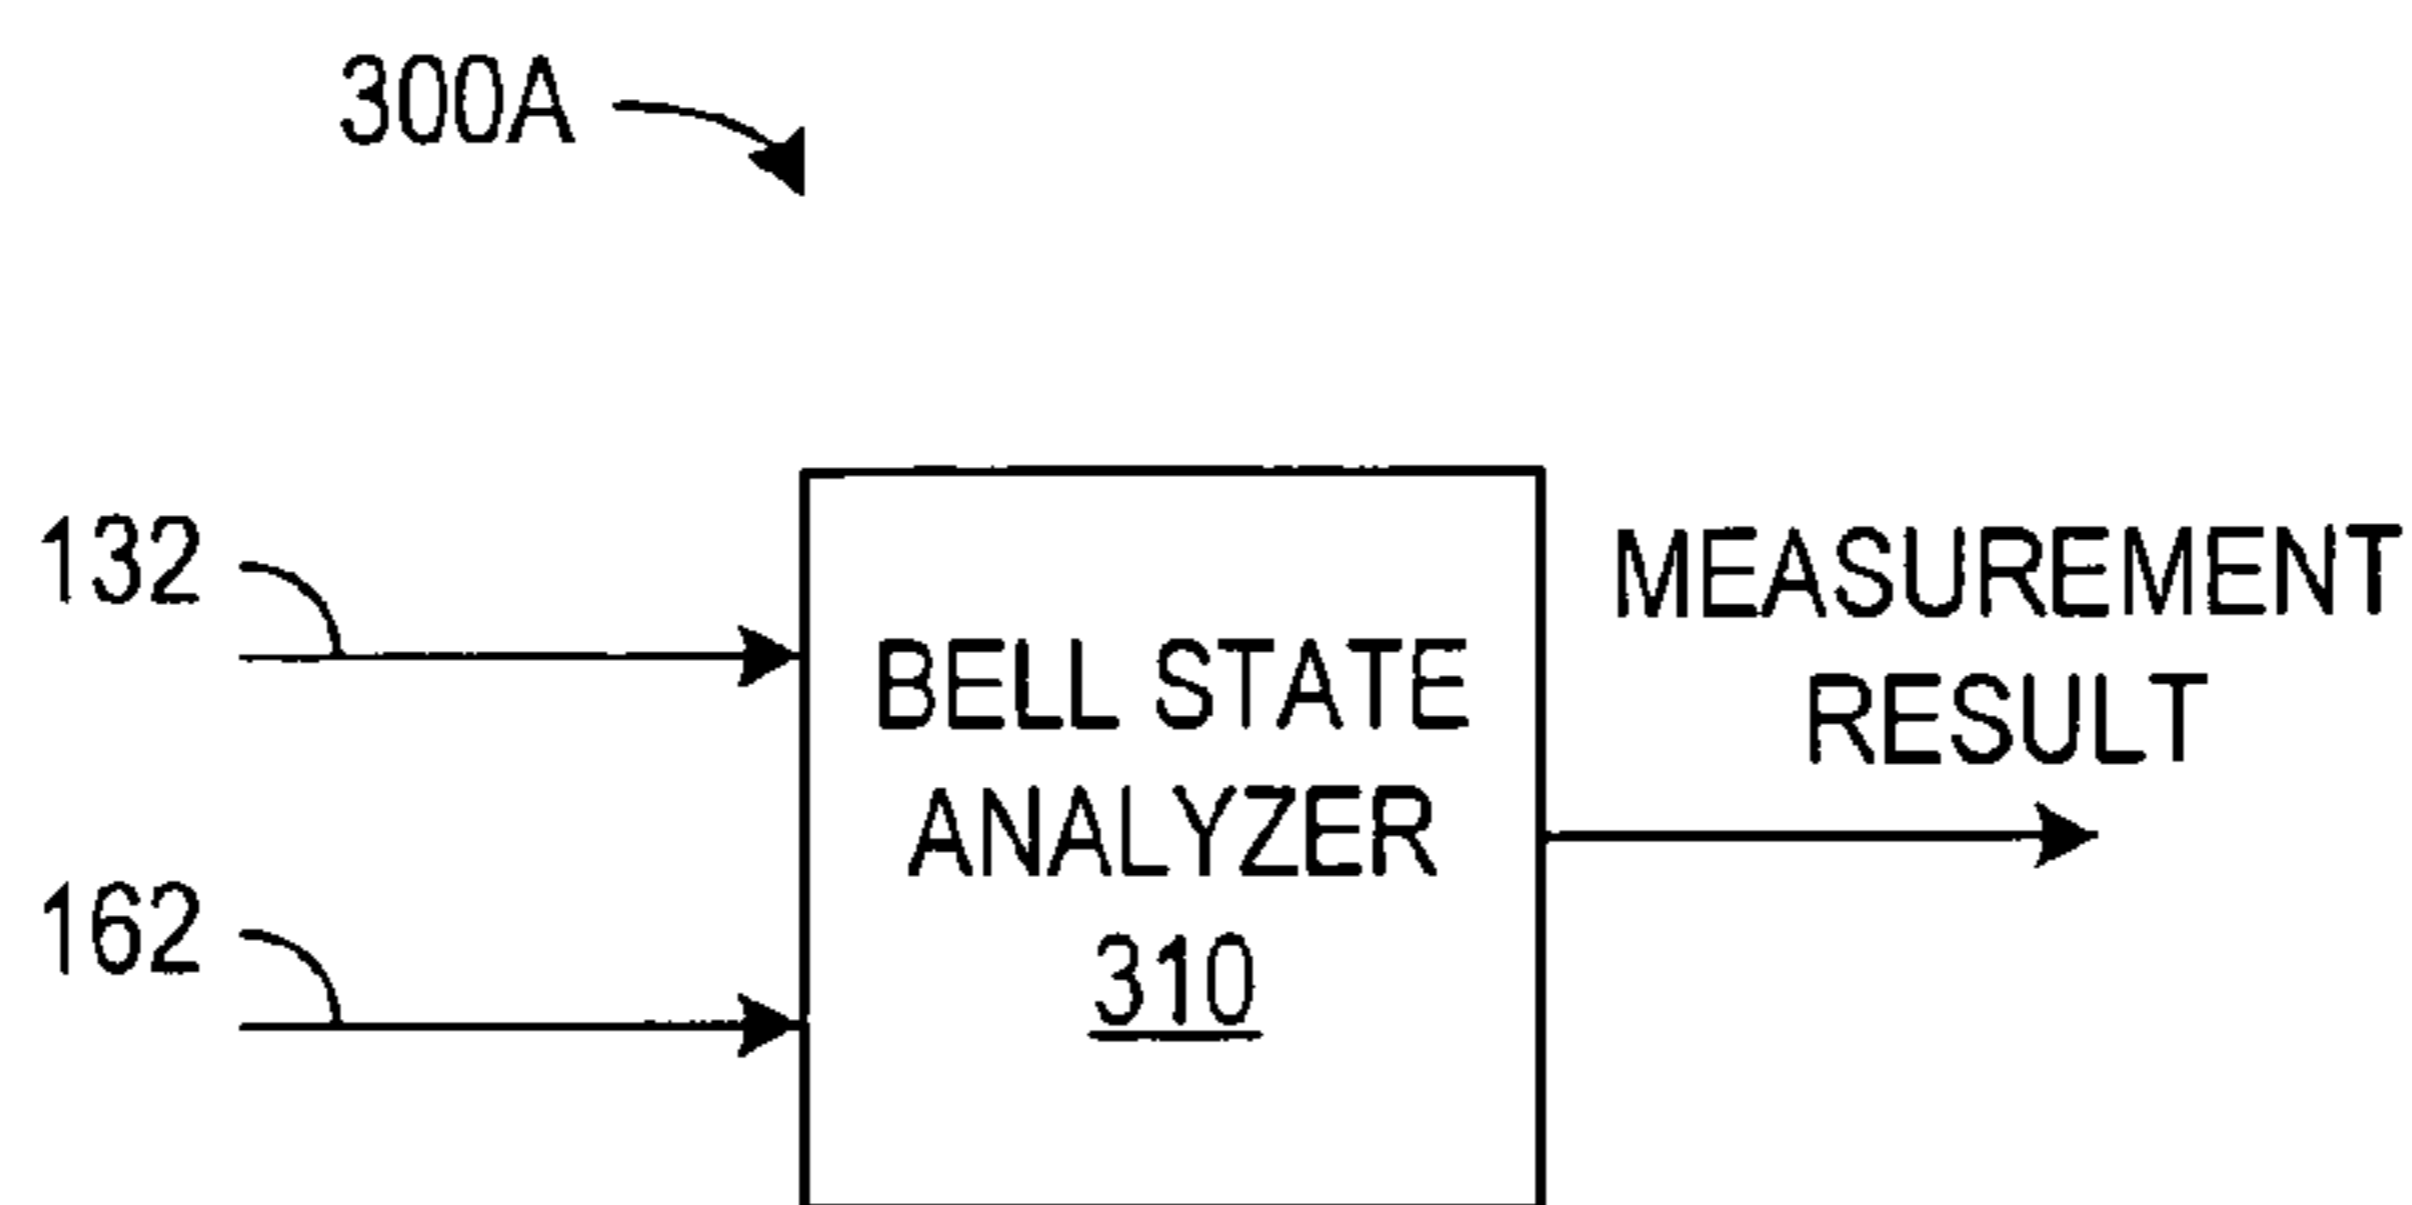 300A
132
162
BELL STATE
ANALYZER
310
MEASUREMENT
RESULT